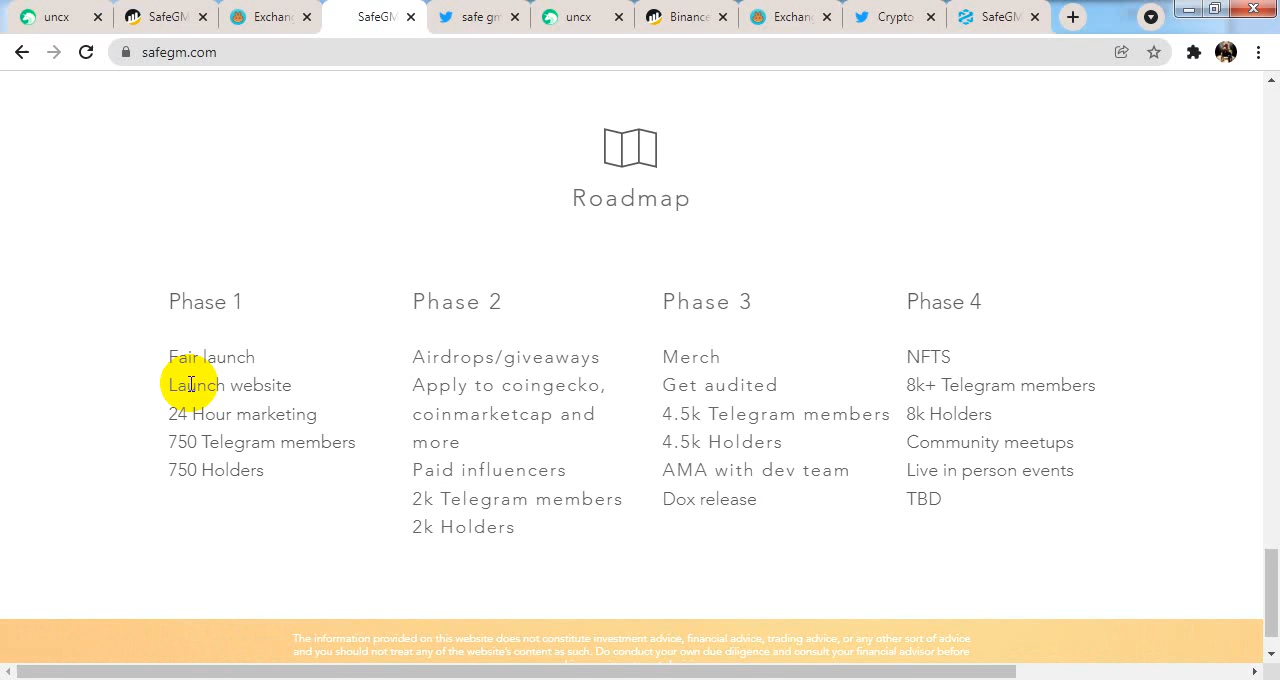 uncx
SafeGM
Exchang
SafeGM
safe.gm
uncx
Binance
Exchang
Crypto
SafeGM
safegm.com
Roadmap
Phase 1
Fair launch
Launch website
24 Hour marketing
750 Telegram members
750 Holders
Phase 2
Airdrops/giveaways
Apply to coingecko,
coinmarketcap and
more
Paid influencers
2k Telegram members
2k Holders
Phase 3
Merch
Get audited
4.5k Telegram members
4.5k Holders
AMA with dev team
Dox release
Phase 4
NFTS
8k+ Telegram members
8k Holders
Community meetups
Live in person events
TBD
The information provided on this website does not constitute investment advice, financial advice, trading advice, or any other sort of advice
and you should not treat any of the website's content as such. Do conduct your own due diligence and consult your financial advisor before